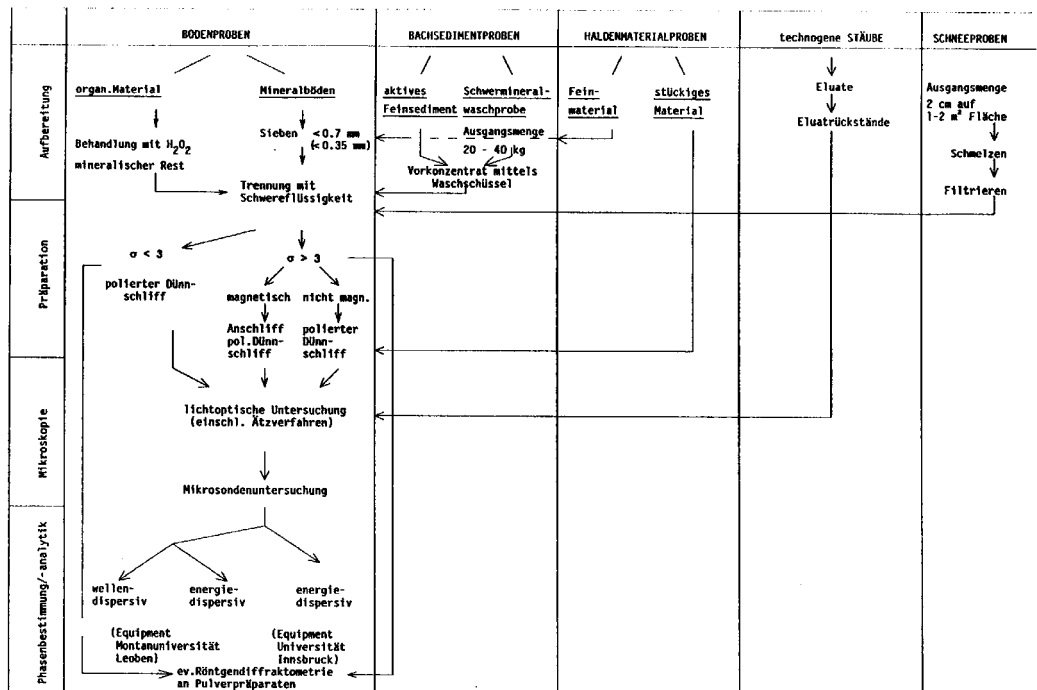 BODENPROBEN
BACHSEDIMENTPROBEN
HALDENMATERIALPROBEN
technogene STÄUBE
SCHNEEPROBEN
Aufbereitung
organ.Material
Behandlung mit H₂O₂
mineralischer Rest
Mineralböden
Sieben <0.7 mm
(<0.35 mm)
Trennung mit
Schwereflüssigkeit
aktives
Feinsediment
Schwermineral-
waschprobe
Ausgangsmenge
20 - 40 kg
Vorkonzentrat mittels
Waschschüssel
Fein-
material
stückiges
Material
Eluate
Eluatrückstände
Ausgangsmenge
2 cm auf
1-2 m² Fläche
Schmelzen
Filtrieren
Präparation
σ < 3
polierter Dünn-
schliff
σ > 3
magnetisch
nicht magn.
Anschliff
pol.Dünn-
schliff
polierter
Dünn-
schliff
Mikroskopie
lichtoptische Untersuchung
(einschl. Ätzverfahren)
Mikrosondenuntersuchung
Phasenbestimmung/-analytik
wellen-
dispersiv
energie-
dispersiv
energie-
dispersiv
(Equipment
Montanuniversität
Leoben)
(Equipment
Universität
Innsbruck)
ev.Röntgendiffraktometrie
an Pulverpräparaten